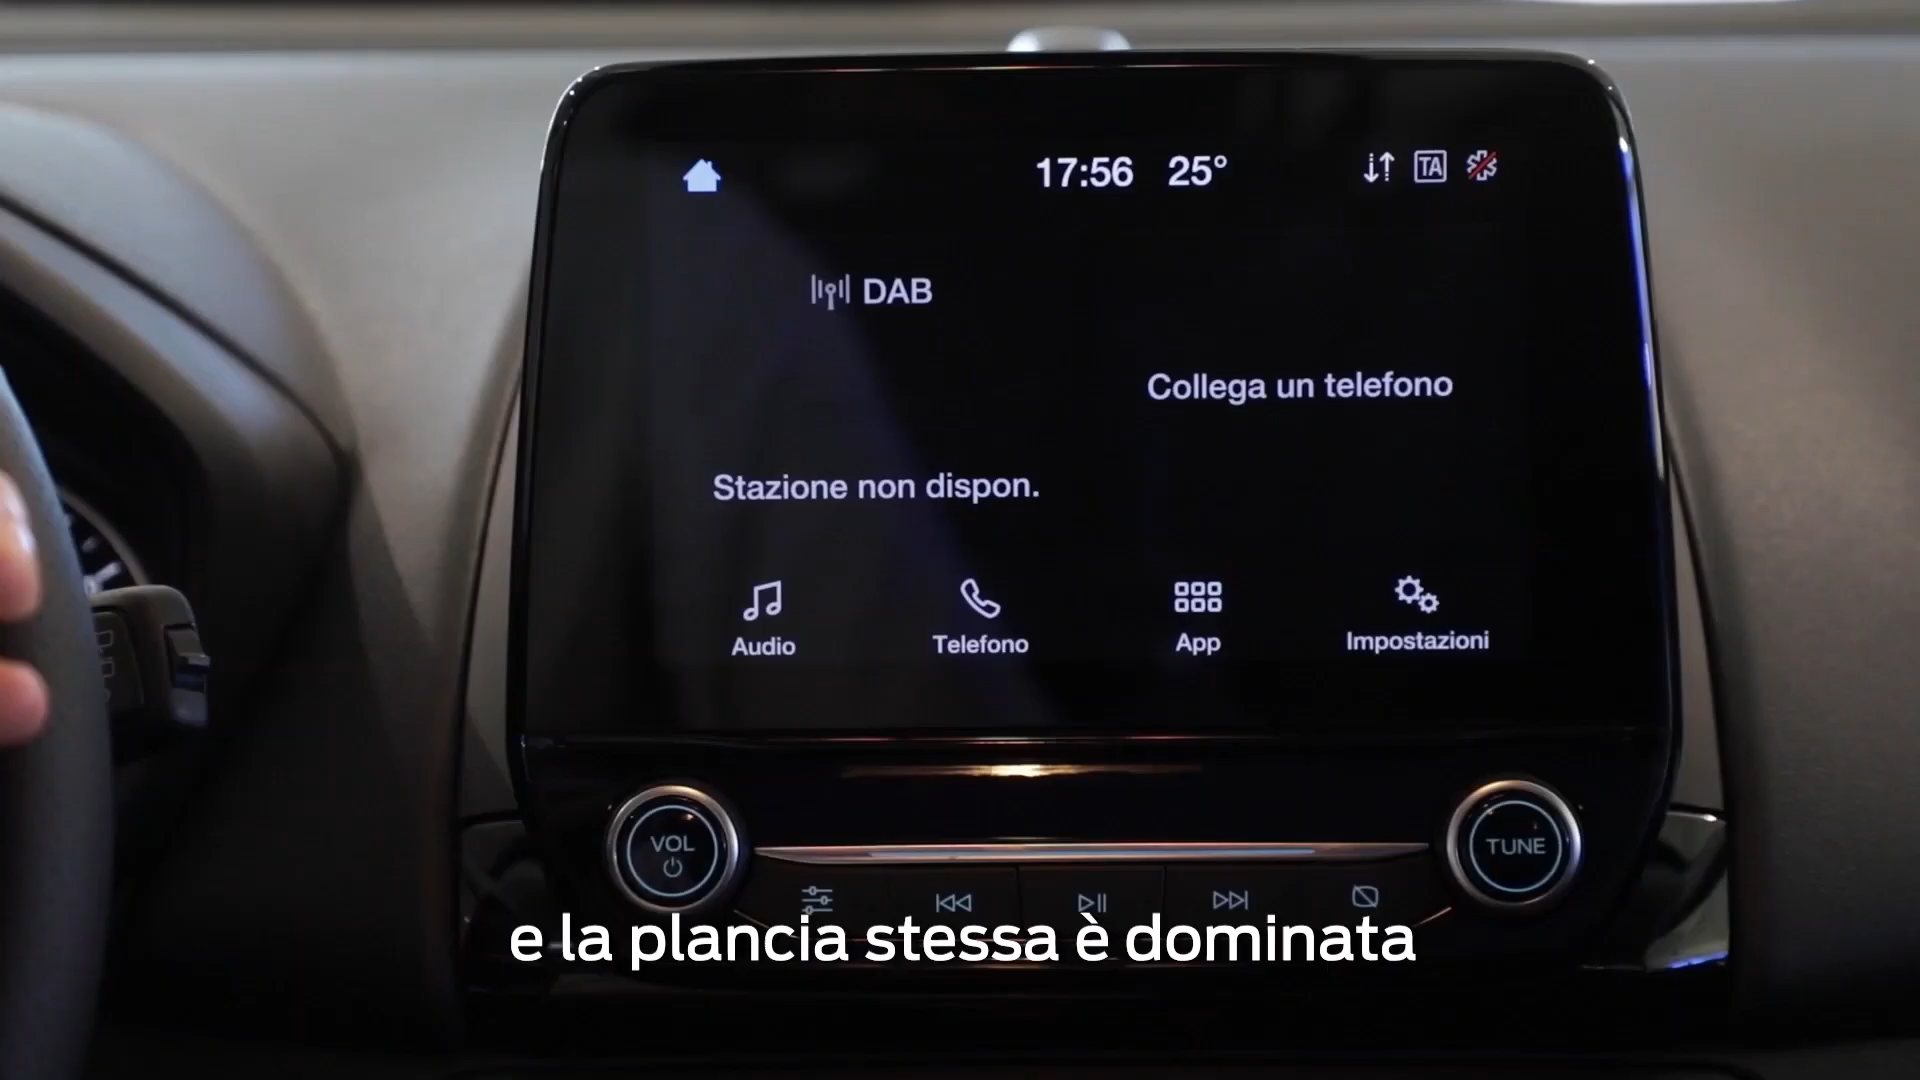 17:56 25°
TA
DAB
Collega un telefono
Stazione non dispon.
Audio
Telefono
App
Impostazioni
VOL
TUNE
e la plancia stessa è dominata